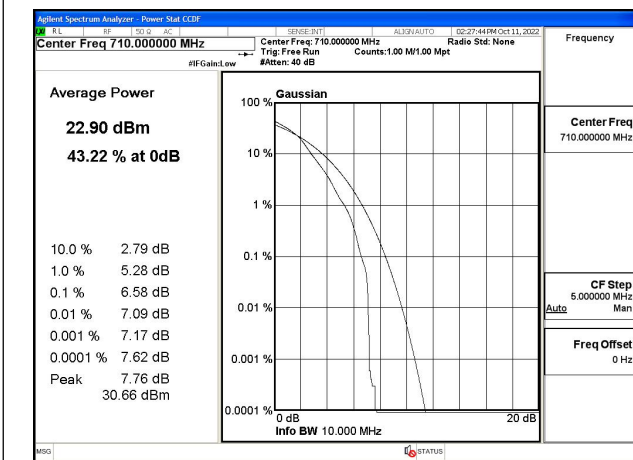 Agilent Spectrum Analyzer - Power Stat CCDF
RL RF 50 Ω AC SENSE:INT ALIGN AUTO 02:27:44 PM Oct 11, 2022
Center Freq 710.000000 MHz
Center Freq: 710.000000 MHz Radio Std: None
Trig: Free Run Counts:1.00 M/1.00 Mpt
#IFGain:Low #Atten: 40 dB
Frequency
Average Power
22.90 dBm
43.22 % at 0dB
10.0 % 2.79 dB
1.0 % 5.28 dB
0.1 % 6.58 dB
0.01 % 7.09 dB
0.001 % 7.17 dB
0.0001 % 7.62 dB
Peak 7.76 dB
30.66 dBm
Gaussian
100 %
10 %
1 %
0.1 %
0.01 %
0.001 %
0.0001 %
0 dB 20 dB
Info BW 10.000 MHz
Center Freq
710.000000 MHz
CF Step
5.000000 MHz
Auto Man
Freq Offset
0 Hz
MSG STATUS